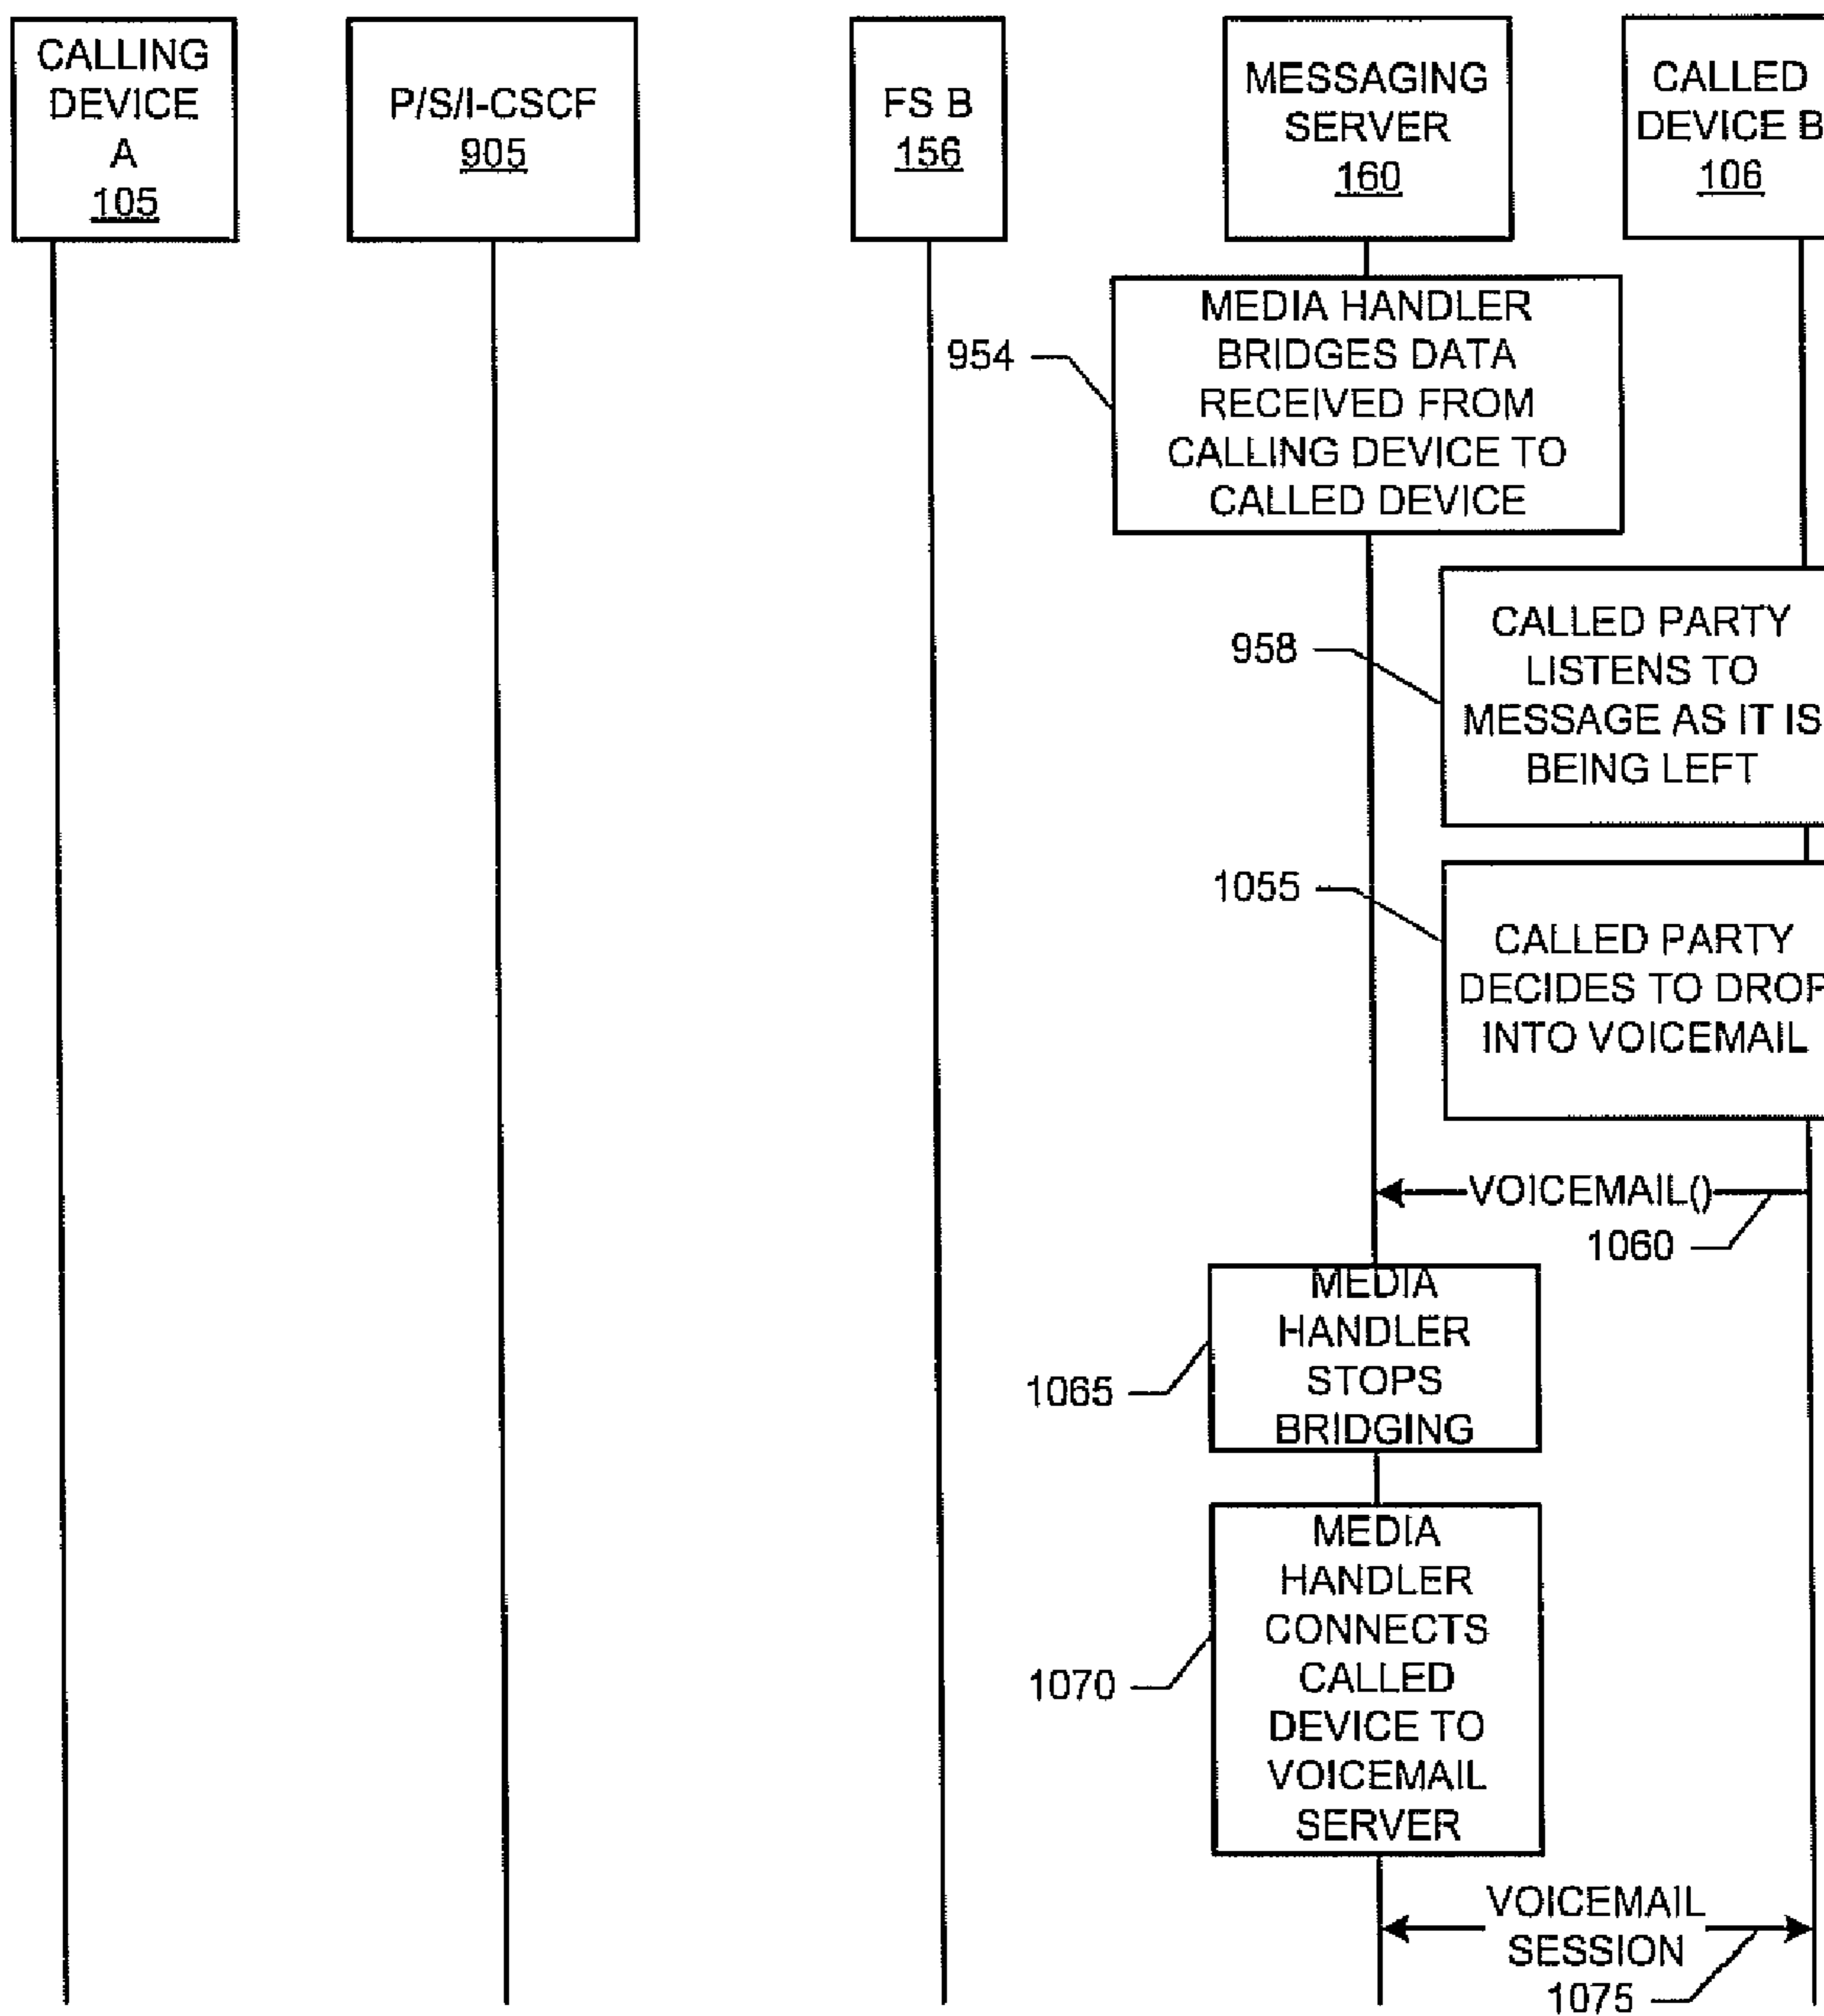 CALLING
DEVICE
A
105
P/S/I-CSCF
905
FS B
156
MESSAGING
SERVER
160
CALLED
DEVICE B
106
954
MEDIA HANDLER
BRIDGES DATA
RECEIVED FROM
CALLING DEVICE TO
CALLED DEVICE
958
CALLED PARTY
LISTENS TO
MESSAGE AS IT IS
BEING LEFT
1055
CALLED PARTY
DECIDES TO DROP
INTO VOICEMAIL
VOICEMAIL()
1060
1065
MEDIA
HANDLER
STOPS
BRIDGING
1070
MEDIA
HANDLER
CONNECTS
CALLED
DEVICE TO
VOICEMAIL
SERVER
VOICEMAIL
SESSION
1075